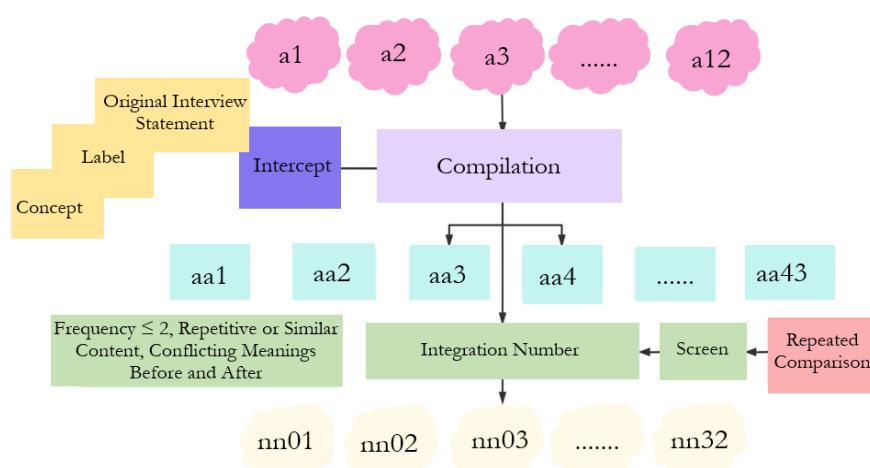 a1 a2 a3 ...... a12
Original Interview
Statement
Label
Concept
Intercept
Compilation
aa1 aa2 aa3 aa4 ...... aa43
Frequency ≤ 2, Repetitive or Similar
Content, Conflicting Meanings
Before and After
Integration Number
Screen
Repeated
Comparison
nn01 nn02 nn03 ....... nn32